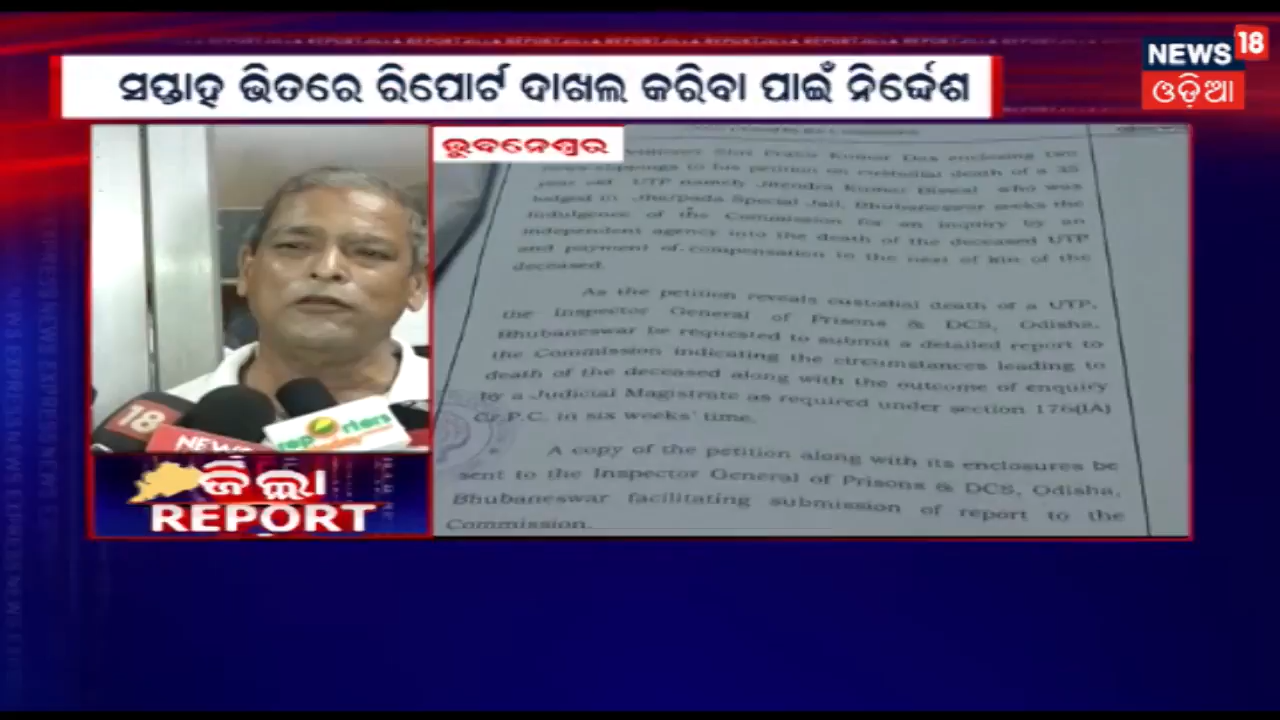 ସପ୍ତାହ ଭିତରେ ରିପୋର୍ଟ ଦାଖଲ କରିବା ପାଇଁ ନିର୍ଦ୍ଦେଶ
NEWS 18
ଓଡ଼ିଆ
ଭୁବନେଶ୍ୱର
Shri Pratap Kumar Das enclosing two
news clippings to his petition on custodial death of a 35
year old UTP namely Jitendra Kumar Biswal who was
lodged in Jharpada Special Jail, Bhubaneswar seeks the
indulgence of the Commission for an inquiry by an
independent agency into the death of the deceased UTP
and payment of compensation to the next of kin of the
deceased.
As the petition reveals custodial death of a UTP,
the Inspector General of Prisons & DCS, Odisha,
Bhubaneswar be requested to submit a detailed report to
the Commission indicating the circumstances leading to
death of the deceased along with the outcome of enquiry
by a Judicial Magistrate as required under section 176(IA)
Cr.P.C. in six weeks' time.
A copy of the petition along with its enclosures be
sent to the Inspector General of Prisons & DCS, Odisha,
Bhubaneswar facilitating submission of report to the
Commission.
18
NEWS
reporters
ଜିଲ୍ଲା
REPORT